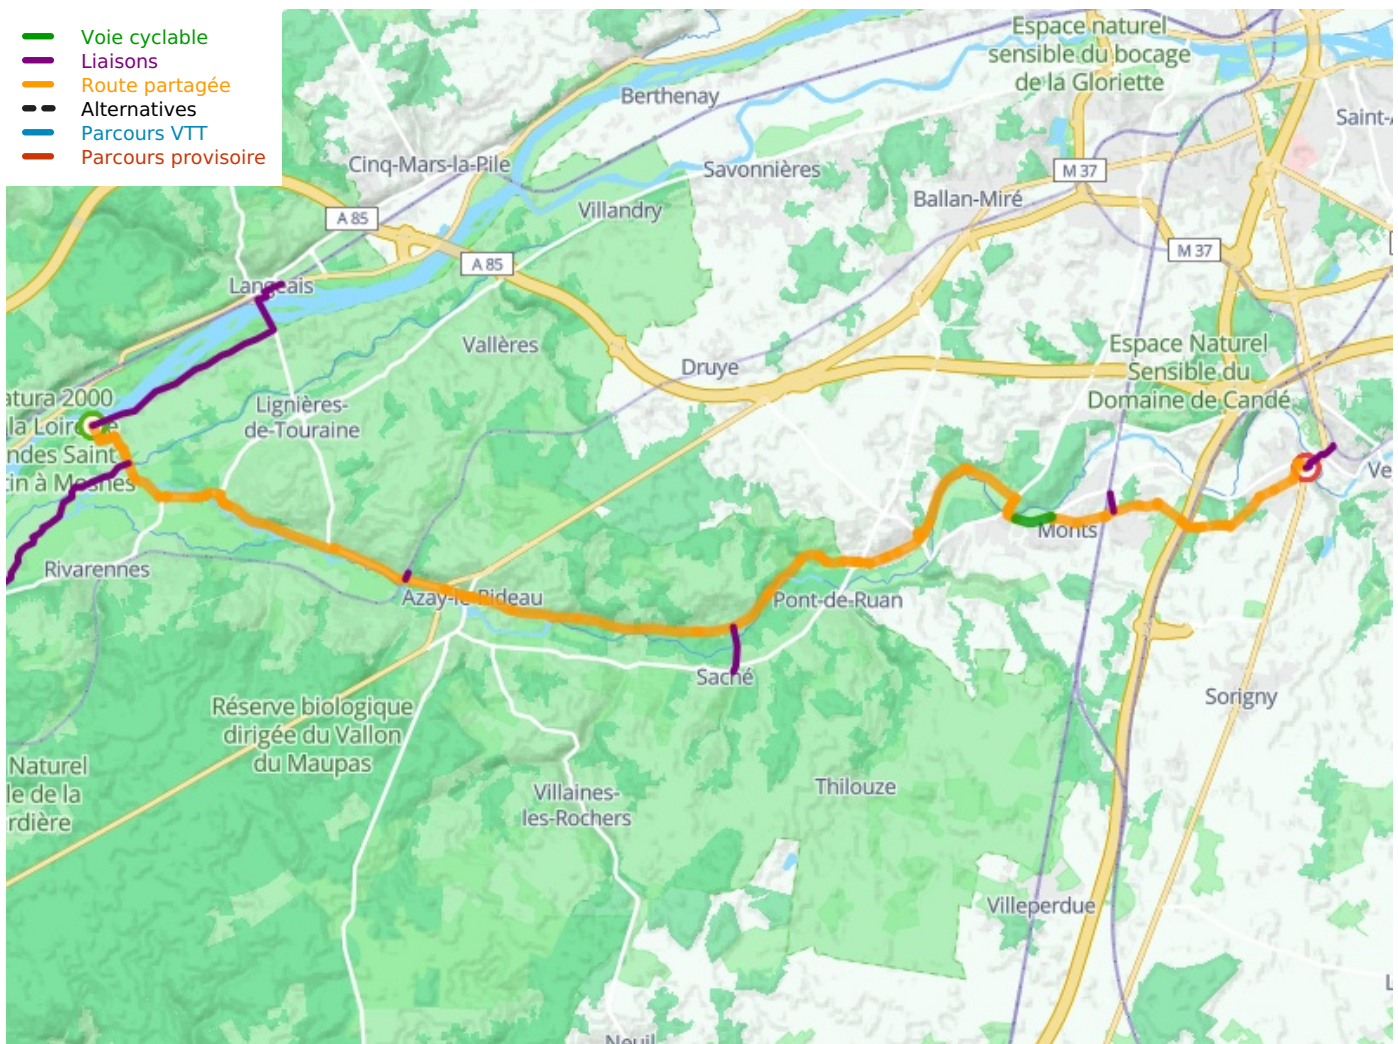 Voie cyclable
Liaisons
Route partagée
Alternatives
Parcours VTT
Parcours provisoire
Espace naturel
sensible du bocage
de la Gloriette
Berthenay
Saint-A
Cinq-Mars-la-Pile
Savonnières
M 37
Ballan-Miré
Villandry
A 85
M 37
A 85
Langeais
Vallères
Druye
Espace Naturel
Sensible du
Domaine de Candé
atura 2000
la Loire
ndes Saint
tin à Mosnes
Lignières-
de-Touraine
Ve
Monts
Rivarennes
Azay-le-Rideau
Pont-de-Ruan
Saché
Sorigny
Réserve biologique
dirigée du Vallon
du Maupas
Naturel
le de la
rdière
Thilouze
Villaines-
les-Rochers
Villeperdue
L
Neuil